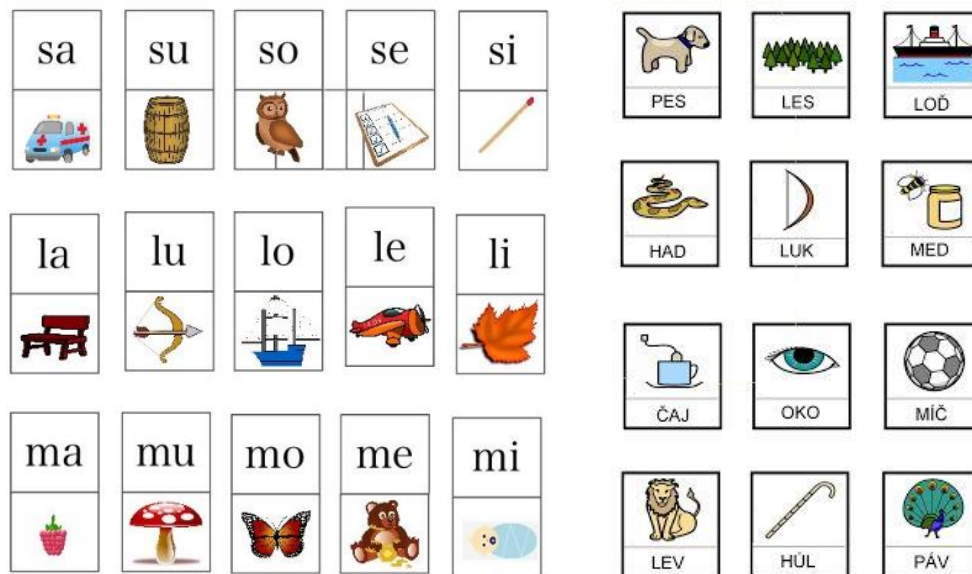 sa su so se si
la lu lo le li
ma mu mo me mi
PES LES LOĎ
HAD LUK MED
ČAJ OKO MÍČ
LEV HŮL PÁV